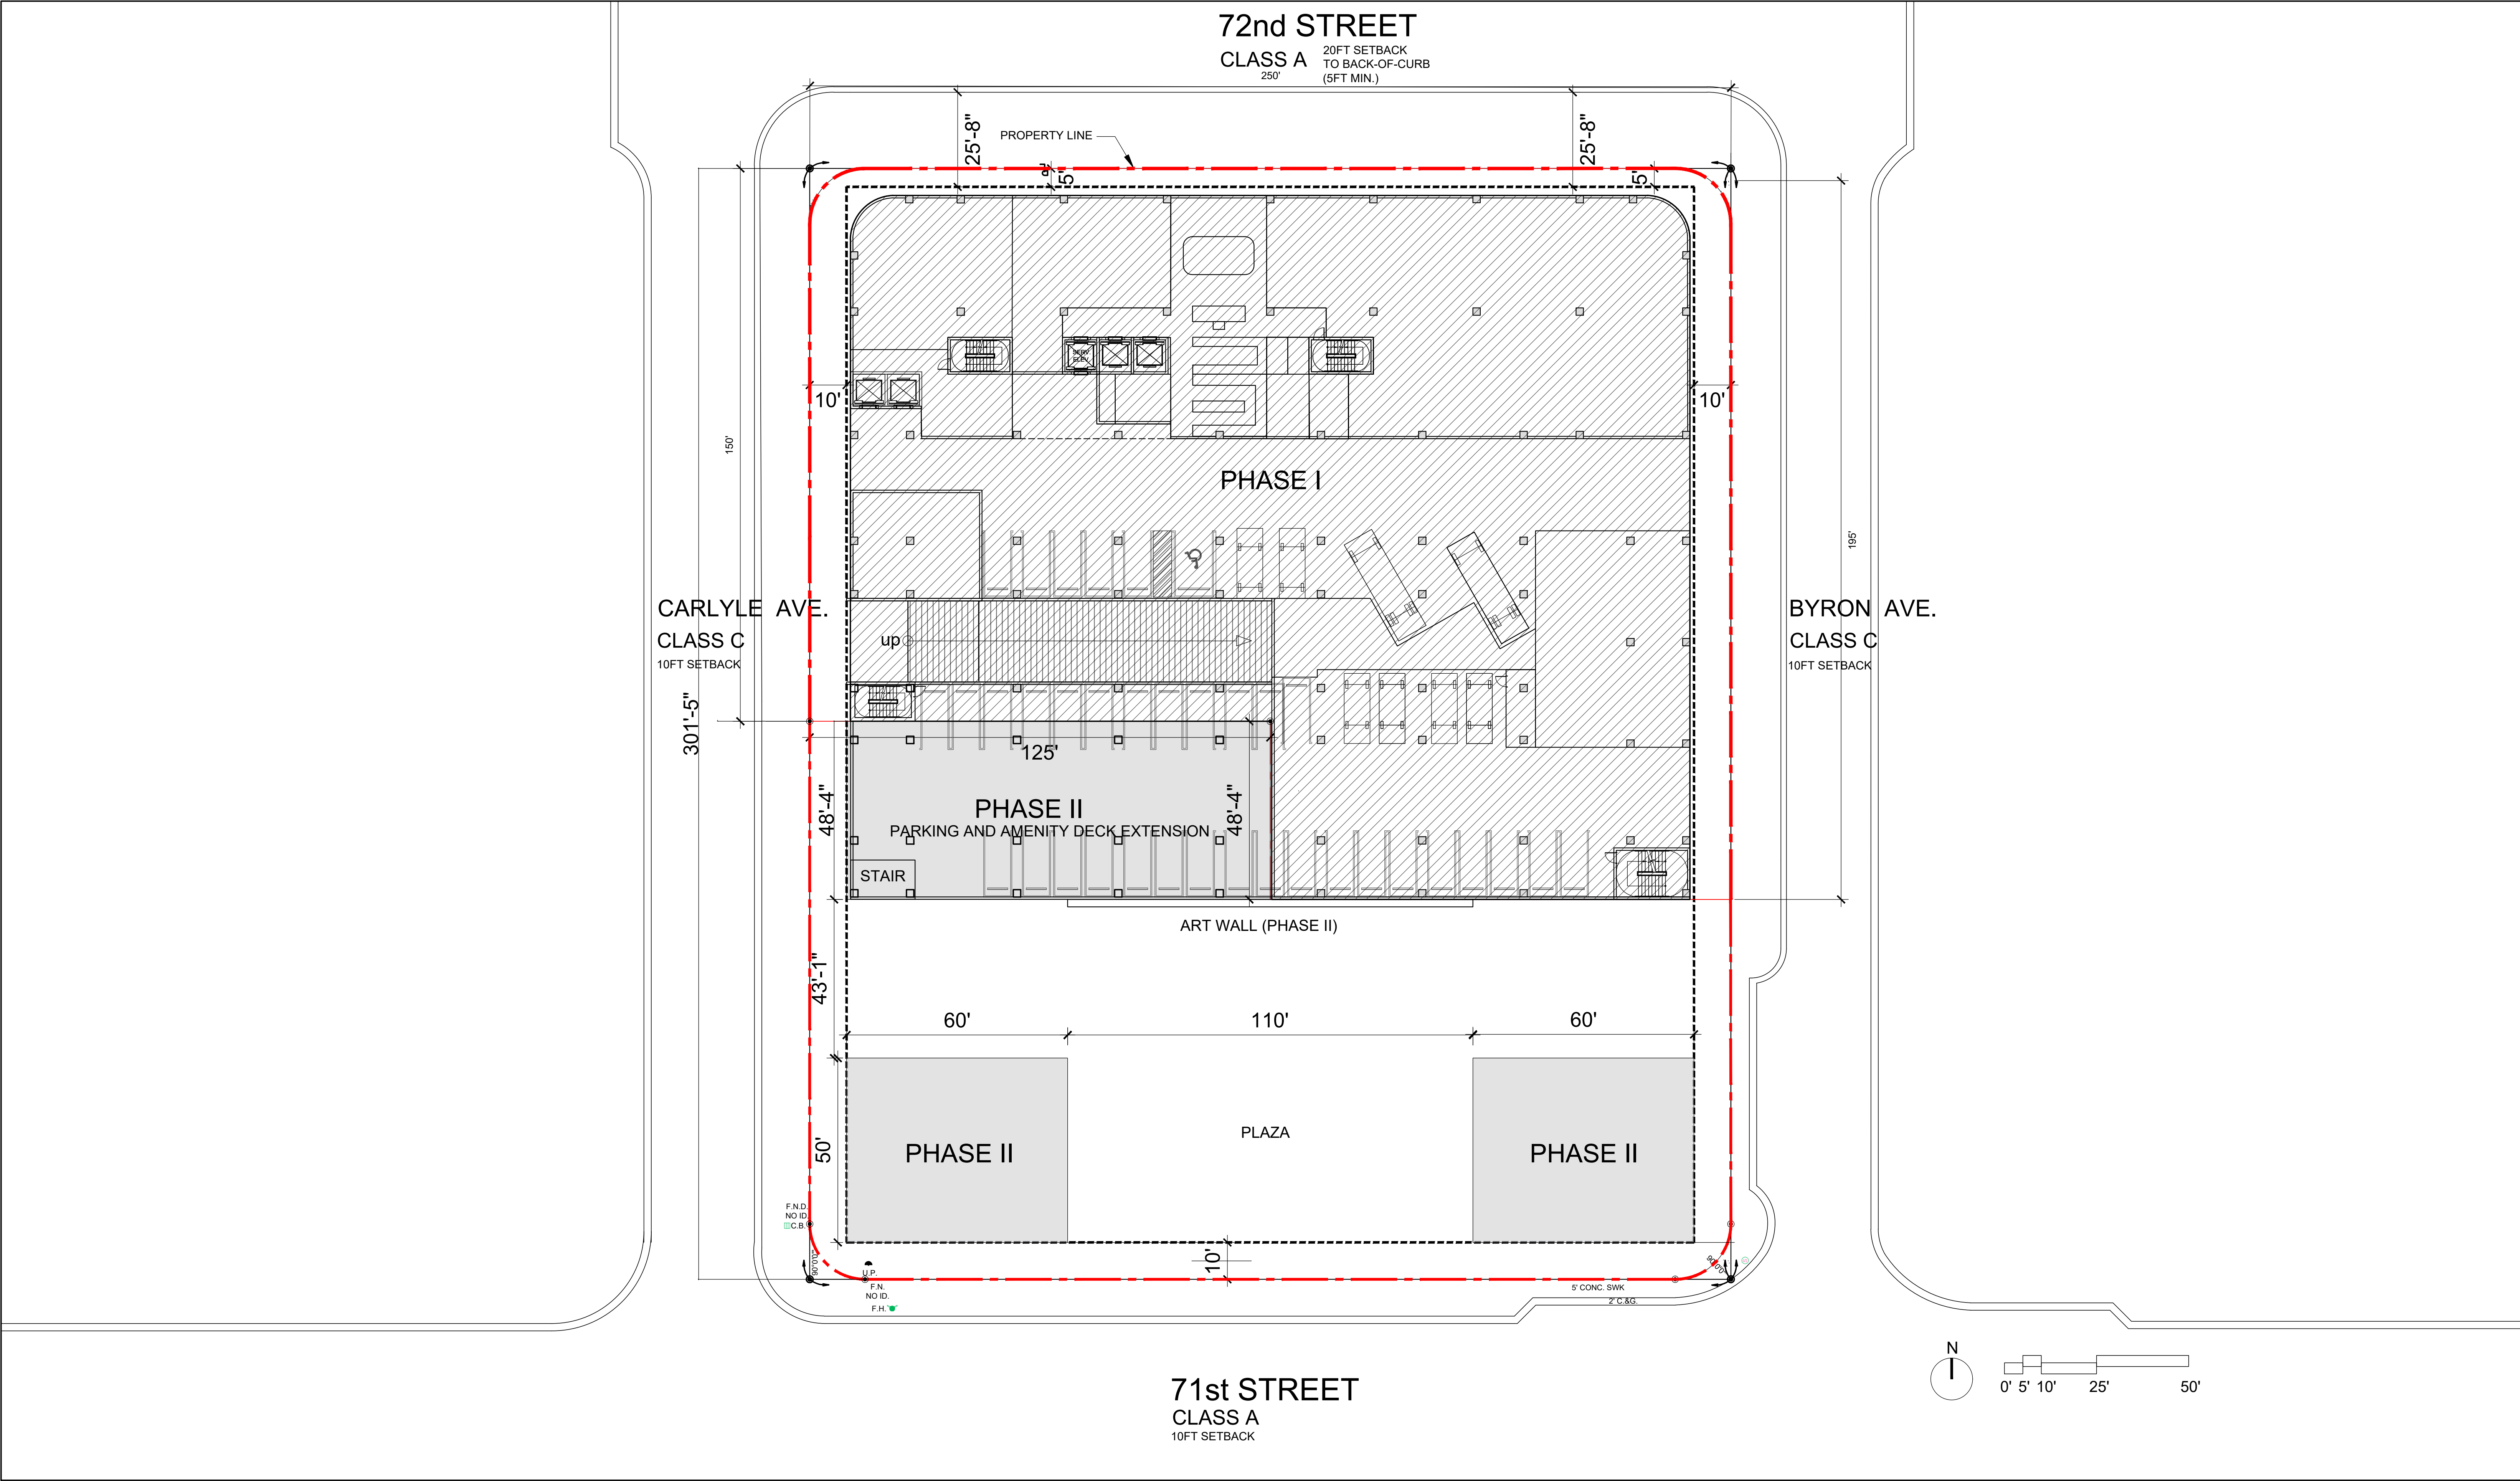 72nd STREET
CLASS A
250'
20FT SETBACK
TO BACK-OF-CURB
(5FT MIN.)
PROPERTY LINE
25'-8"
25'-8"
5'
5'
SERV.
ELEV.
10'
10'
150'
195'
PHASE I
CARLYLE AVE.
CLASS C
10FT SETBACK
BYRON AVE.
CLASS C
10FT SETBACK
up
301'-5"
125'
48'-4"
48'-4"
PHASE II
PARKING AND AMENITY DECK EXTENSION
STAIR
ART WALL (PHASE II)
43'-1"
60'
110'
60'
PLAZA
50'
PHASE II
PHASE II
F.N.D.
NO ID.
C.B.
10'
U.P.
F.N.
NO ID.
F.H.
5' CONC. SWK
2' C.&G.
N
0' 5' 10' 25' 50'
71st STREET
CLASS A
10FT SETBACK